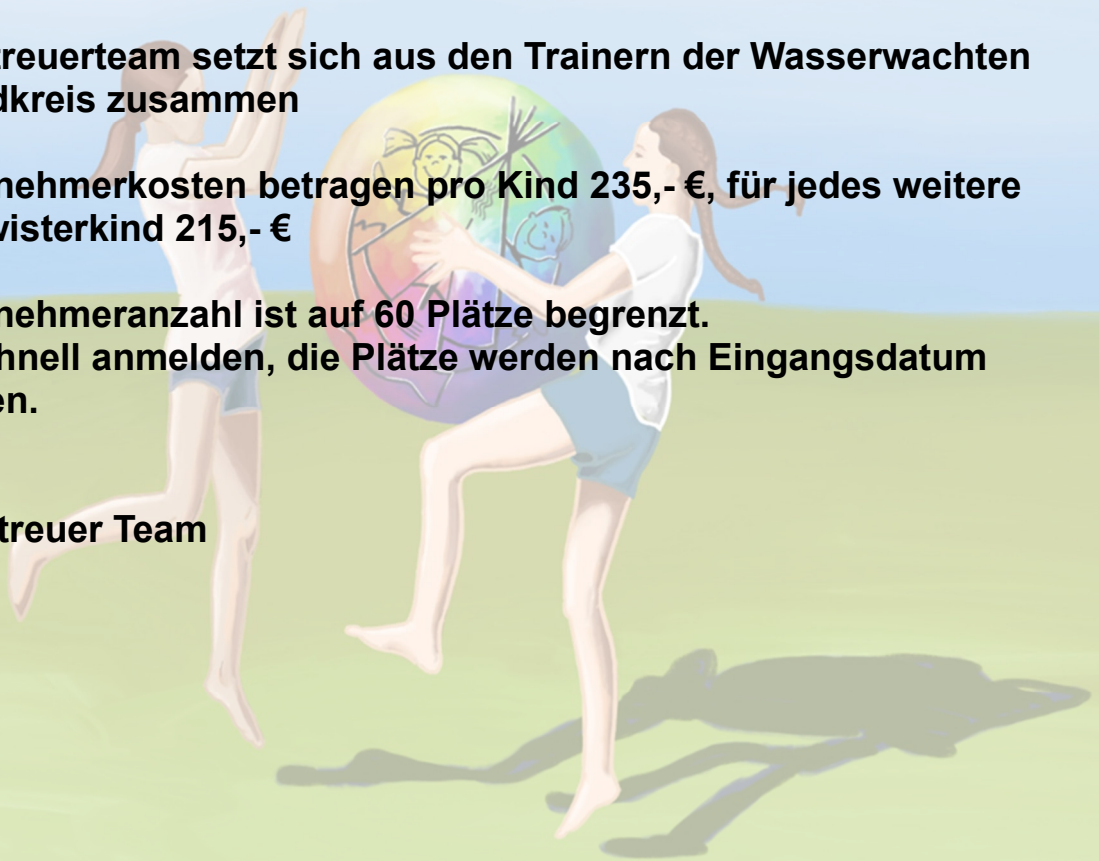 treuerteam setzt sich aus den Trainern der Wasserwachten
dkreis zusammen
nehmerkosten betragen pro Kind 235,- €, für jedes weitere
visterkind 215,- €
nehmeranzahl ist auf 60 Plätze begrenzt.
hnell anmelden, die Plätze werden nach Eingangsdatum
en.
treuer Team